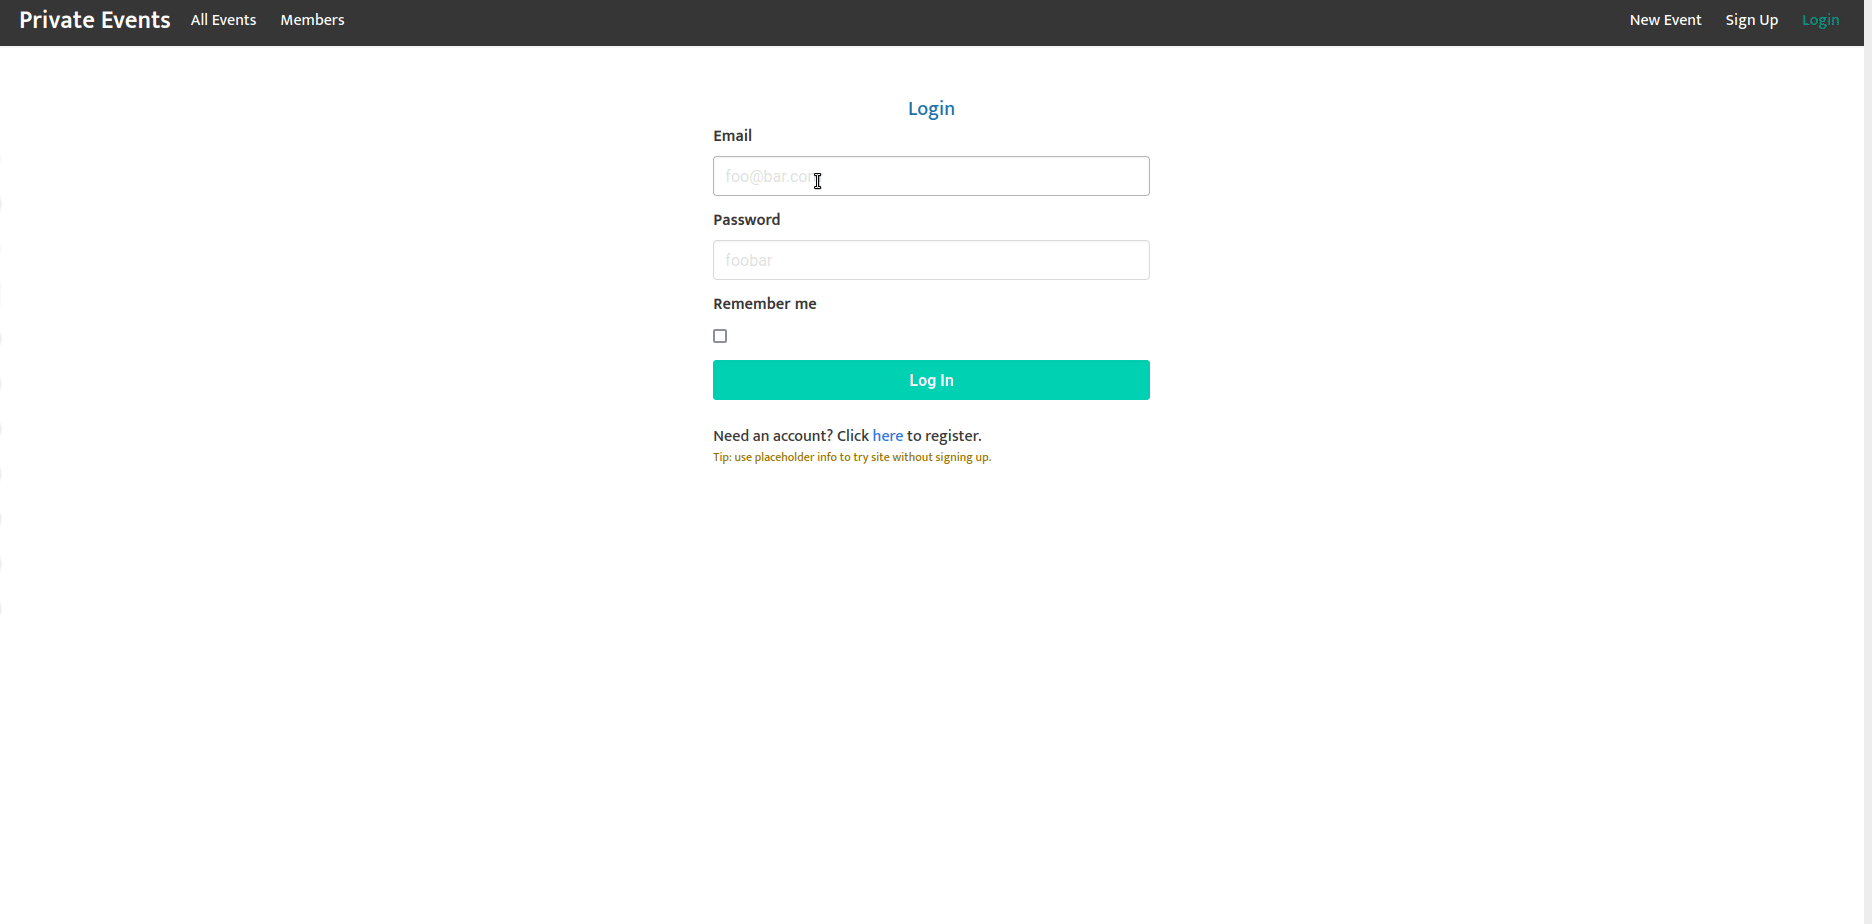 Private Events All Events Members New Event Sign Up Login
Login
Email
foo@bar.com
Password
foobar
Remember me
Log In
Need an account? Click here to register.
Tip: use placeholder info to try site without signing up.